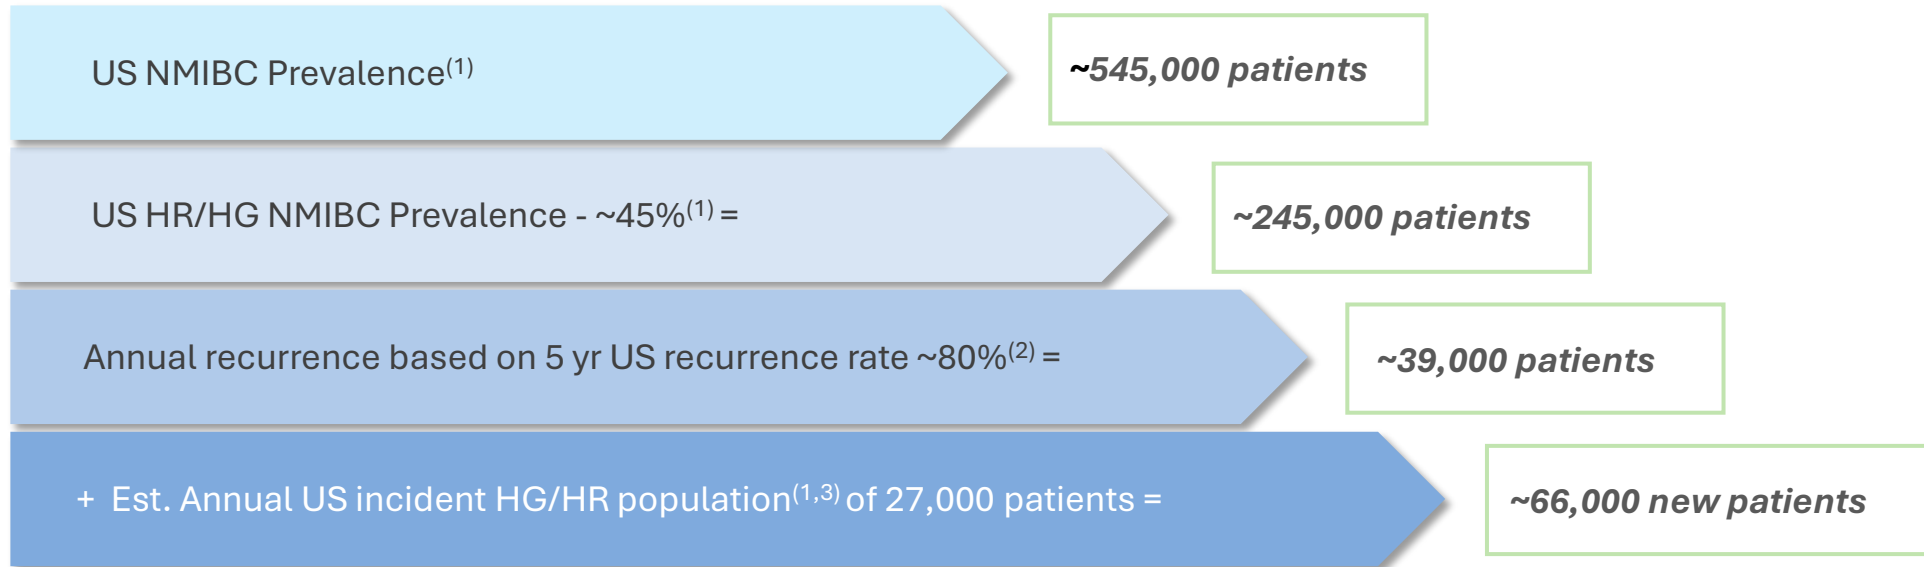 US NMIBC Prevalence(1)
~545,000 patients
US HR/HG NMIBC Prevalence - ~45%(1) =
~245,000 patients
Annual recurrence based on 5 yr US recurrence rate ~80%(2) =
~39,000 patients
+ Est. Annual US incident HG/HR population(1,3) of 27,000 patients =
~66,000 new patients